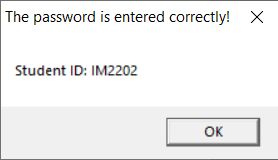 The password is entered correctly!
Student ID: IM2202
OK